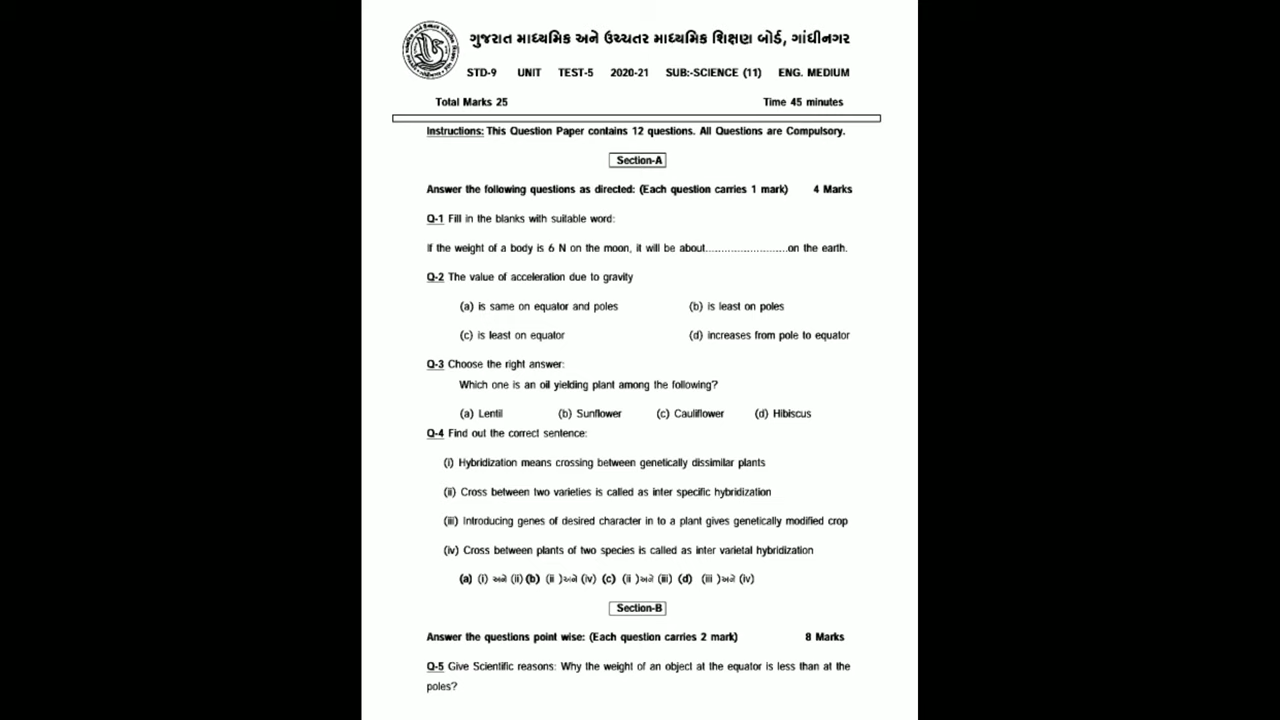 ગુજરાત માધ્યમિક અને ઉચ્ચતર માધ્યમિક શિક્ષણ બોર્ડ, ગાંધીનગર
STD-9 UNIT TEST-5 2020-21 SUB:-SCIENCE (11) ENG. MEDIUM
Total Marks 25 Time 45 minutes
Instructions: This Question Paper contains 12 questions. All Questions are Compulsory.
Section-A
Answer the following questions as directed: (Each question carries 1 mark) 4 Marks
Q-1 Fill in the blanks with suitable word:
If the weight of a body is 6 N on the moon, it will be about..........................on the earth.
Q-2 The value of acceleration due to gravity
(a) is same on equator and poles (b) is least on poles
(c) is least on equator (d) increases from pole to equator
Q-3 Choose the right answer:
Which one is an oil yielding plant among the following?
(a) Lentil (b) Sunflower (c) Cauliflower (d) Hibiscus
Q-4 Find out the correct sentence:
(i) Hybridization means crossing between genetically dissimilar plants
(ii) Cross between two varieties is called as inter specific hybridization
(iii) Introducing genes of desired character in to a plant gives genetically modified crop
(iv) Cross between plants of two species is called as inter varietal hybridization
(a) (i) અને (ii) (b) (ii )અને (iv) (c) (ii )અને (iii) (d) (iii )અને (iv)
Section-B
Answer the questions point wise: (Each question carries 2 mark) 8 Marks
Q-5 Give Scientific reasons: Why the weight of an object at the equator is less than at the
poles?